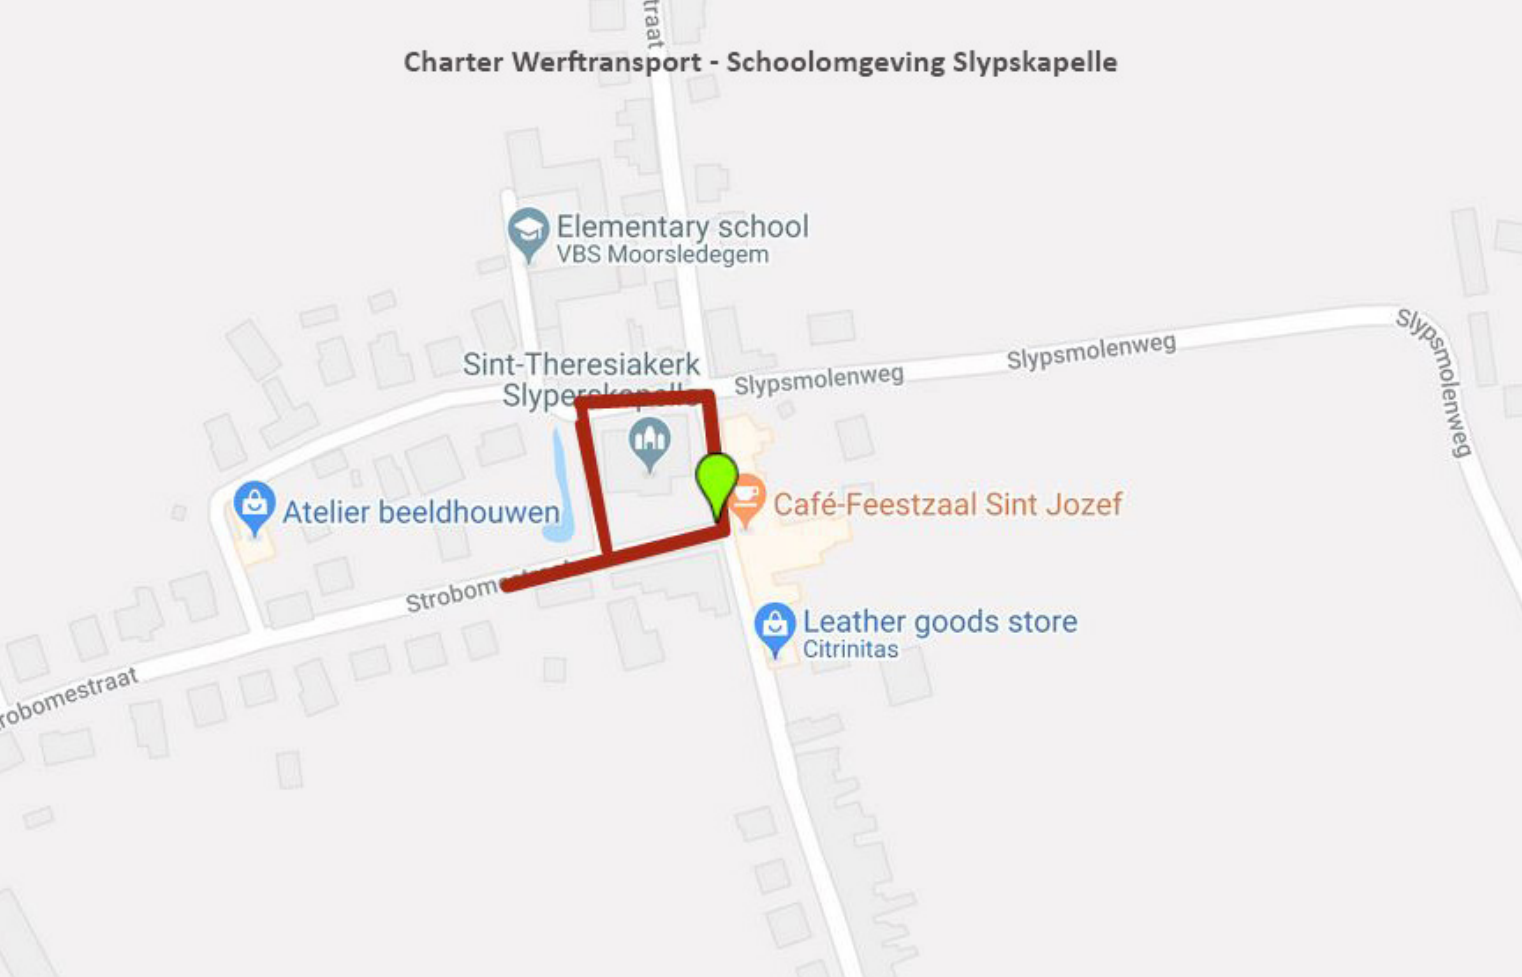 traat
Charter Werftransport - Schoolomgeving Slypskapelle
Elementary school
VBS Moorsledegem
Slypsmolenweg
Slypsmolenweg
Slypsmolenweg
Sint-Theresiakerk
Slyperskapelle
Atelier beeldhouwen
Café-Feestzaal Sint Jozef
Strobomestraat
Leather goods store
Citrinitas
robomestraat